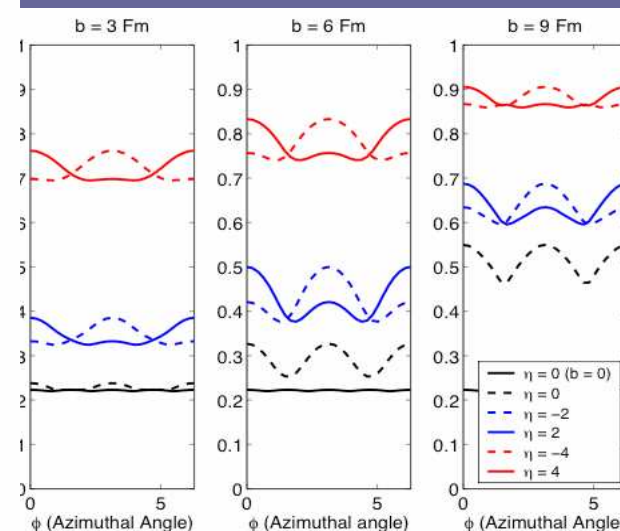 b = 3 Fm
b = 6 Fm
b = 9 Fm
1
0.9
0.8
0.7
0.6
0.5
0.4
0.3
0.2
0.1
0
1
0.9
0.8
0.7
0.6
0.5
0.4
0.3
0.2
0.1
0
η = 0 (b = 0)
η = 0
η = −2
η = 2
η = −4
η = 4
0 5
0 5
0 5
ϕ (Azimuthal Angle)
ϕ (Azimuthal angle)
ϕ (Azimuthal Angle)